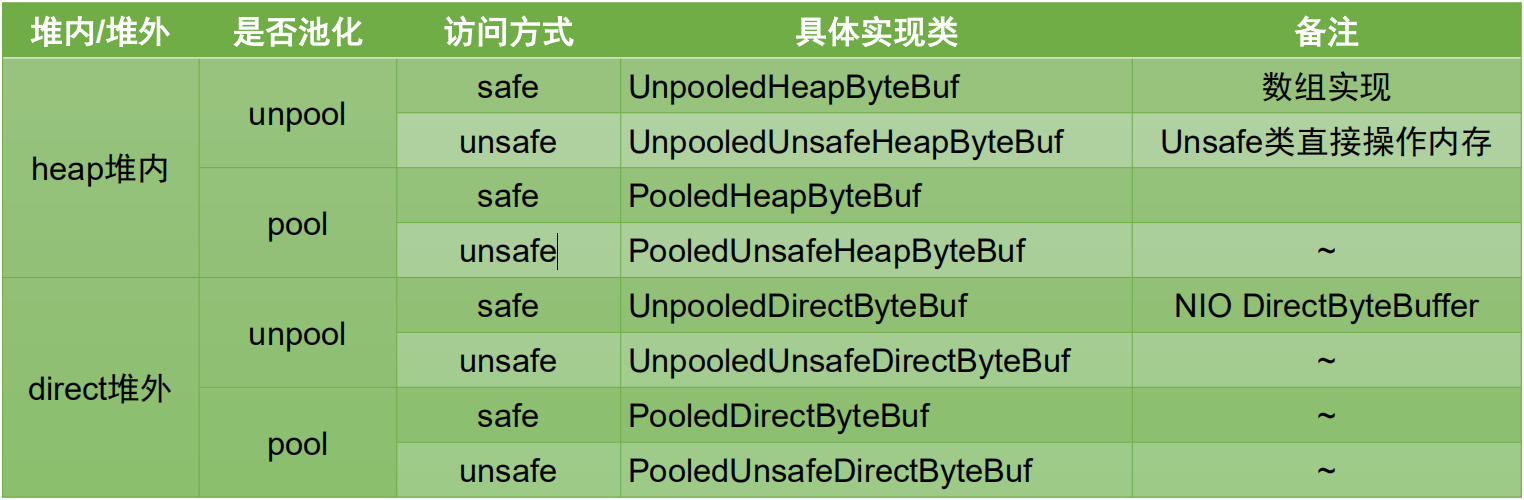 堆内/堆外 是否池化 访问方式 具体实现类 备注
heap堆内 unpool safe UnpooledHeapByteBuf 数组实现
unsafe UnpooledUnsafeHeapByteBuf Unsafe类直接操作内存
pool safe PooledHeapByteBuf
unsafe PooledUnsafeHeapByteBuf ~
direct堆外 unpool safe UnpooledDirectByteBuf NIO DirectByteBuffer
unsafe UnpooledUnsafeDirectByteBuf ~
pool safe PooledDirectByteBuf ~
unsafe PooledUnsafeDirectByteBuf ~